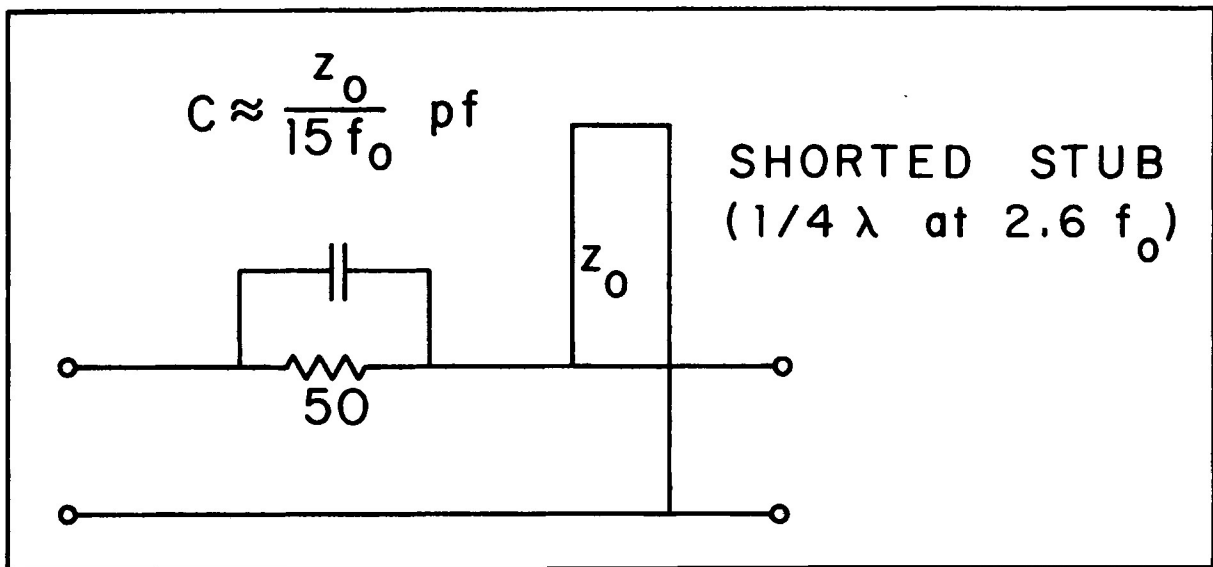 C ≈ z₀ / 15 f₀ pf
SHORTED STUB
(1/4 λ at 2.6 f₀)
z₀
50